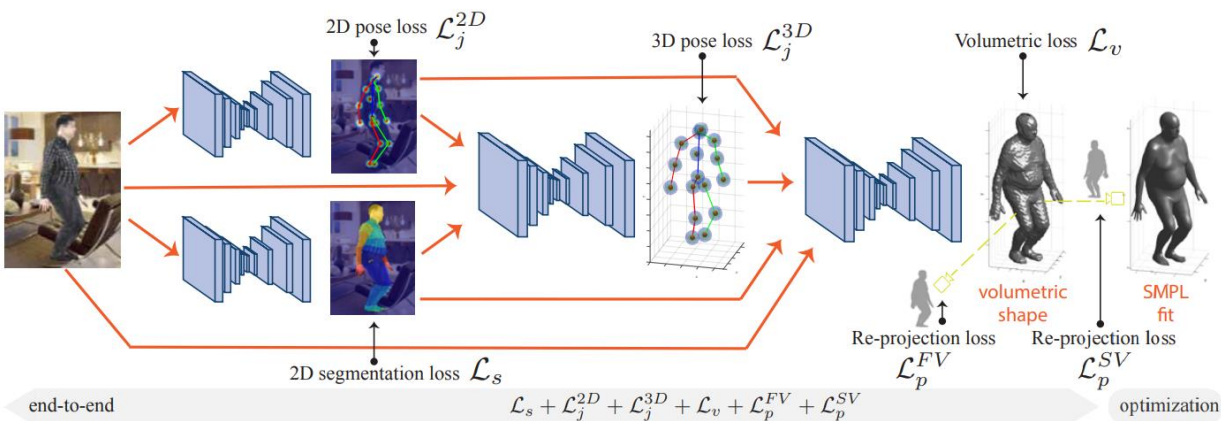 2D pose loss $\mathcal{L}_j^{2D}$
3D pose loss $\mathcal{L}_j^{3D}$
Volumetric loss $\mathcal{L}_v$
volumetric
shape
SMPL
fit
Re-projection loss
$\mathcal{L}_p^{FV}$
Re-projection loss
$\mathcal{L}_p^{SV}$
2D segmentation loss $\mathcal{L}_s$
end-to-end
$\mathcal{L}_s + \mathcal{L}_j^{2D} + \mathcal{L}_j^{3D} + \mathcal{L}_v + \mathcal{L}_p^{FV} + \mathcal{L}_p^{SV}$
optimization